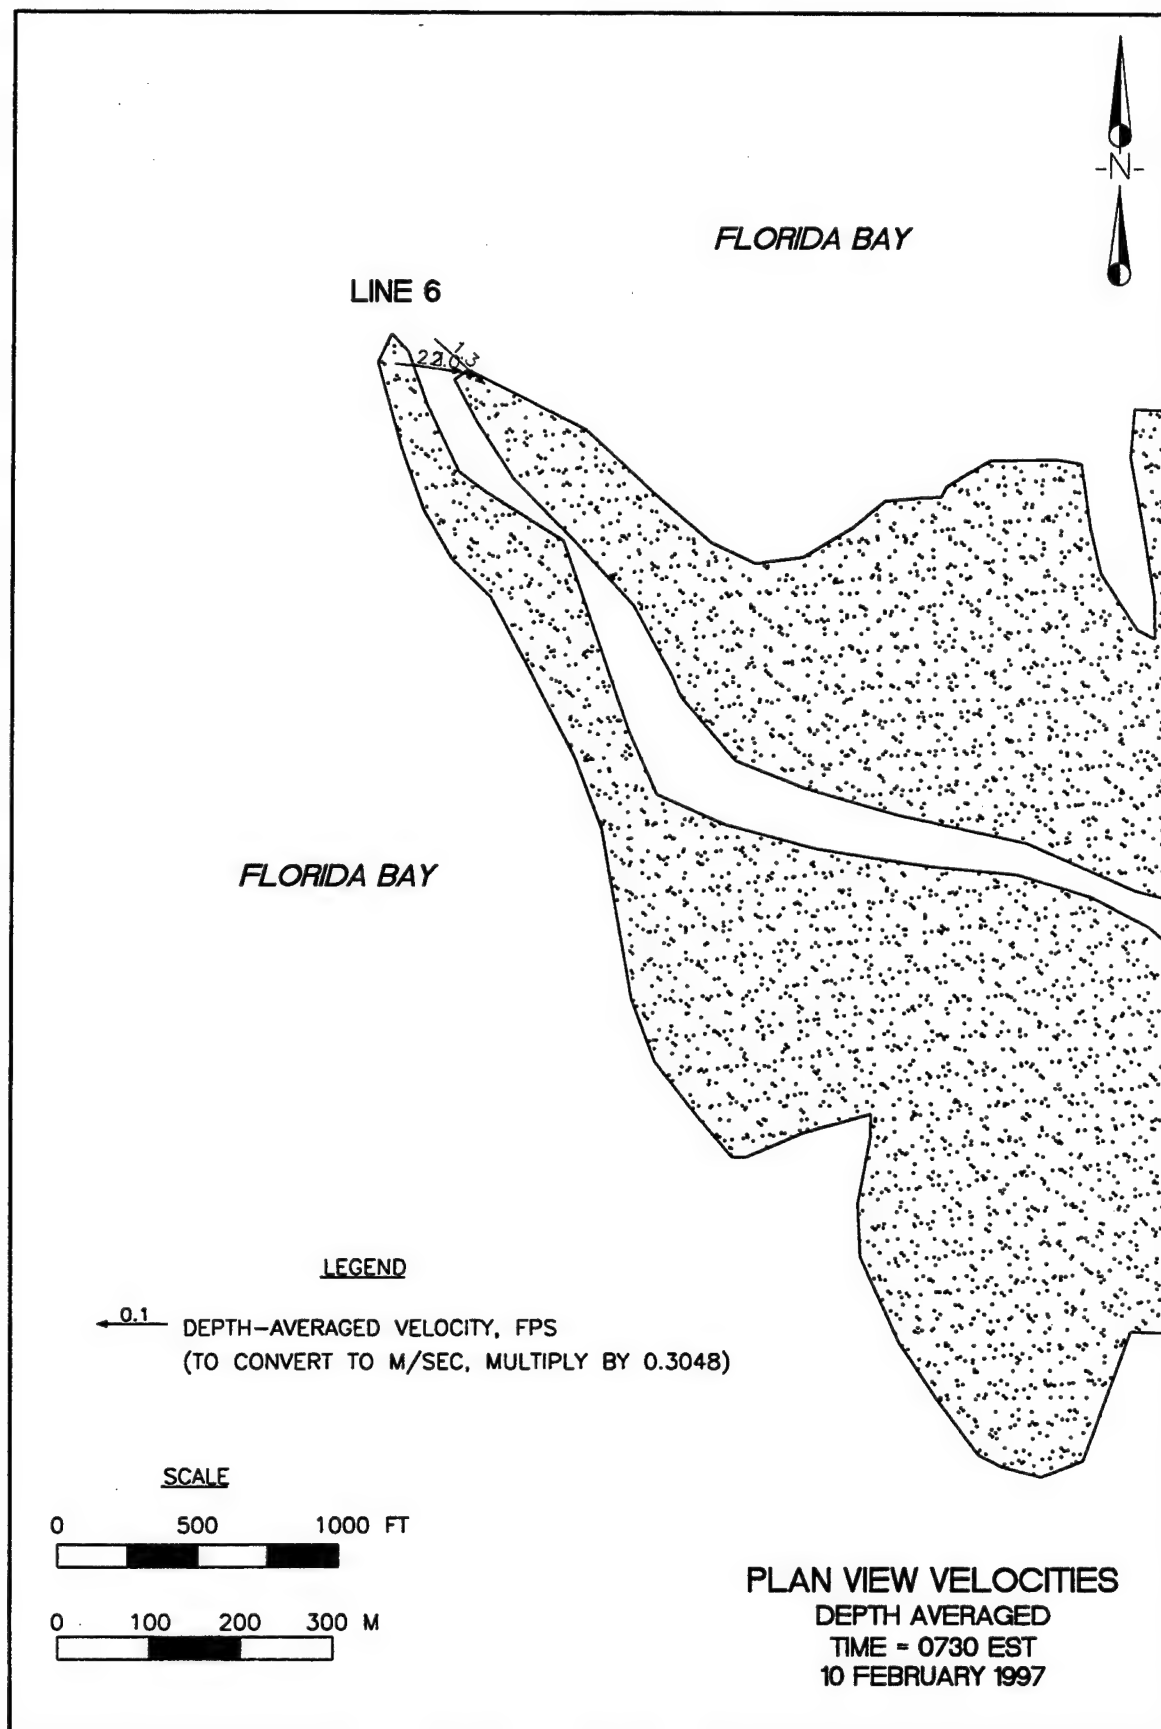 -N-
FLORIDA BAY
LINE 6
1.3
FLORIDA BAY
LEGEND
0.1
DEPTH-AVERAGED VELOCITY, FPS
(TO CONVERT TO M/SEC, MULTIPLY BY 0.3048)
SCALE
0 500 1000 FT
0 100 200 300 M
PLAN VIEW VELOCITIES
DEPTH AVERAGED
TIME = 0730 EST
10 FEBRUARY 1997